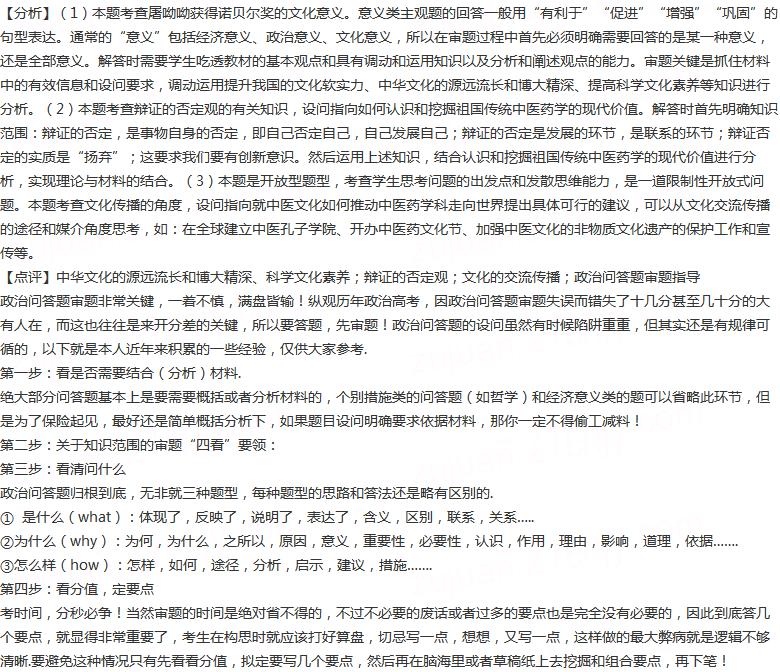 【分析】（1）本题考查屠呦呦获得诺贝尔奖的文化意义。意义类主观题的回答一般用“有利于”“促进”“增强”“巩固”的
句型表达。通常的“意义”包括经济意义、政治意义、文化意义，所以在审题过程中首先必须明确需要回答的是某一种意义，
还是全部意义。解答时需要学生吃透教材的基本观点和具有调动和运用知识以及分析和阐述观点的能力。审题关键是抓住材料
中的有效信息和设问要求，调动运用提升我国的文化软实力、中华文化的源远流长和博大精深、提高科学文化素养等知识进行
分析。（2）本题考查辩证的否定观的有关知识，设问指向如何认识和挖掘祖国传统中医药学的现代价值。解答时首先明确知识
范围：辩证的否定，是事物自身的否定，即自己否定自己，自己发展自己；辩证的否定是发展的环节，是联系的环节；辩证否
定的实质是“扬弃”；这要求我们要有创新意识。然后运用上述知识，结合认识和挖掘祖国传统中医药学的现代价值进行分
析，实现理论与材料的结合。（3）本题是开放型题型，考查学生思考问题的出发点和发散思维能力，是一道限制性开放式问
题。本题考查文化传播的角度，设问指向就中医文化如何推动中医药学科走向世界提出具体可行的建议，可以从文化交流传播
的途径和媒介角度思考，如：在全球建立中医孔子学院、开办中医药文化节、加强中医文化的非物质文化遗产的保护工作和宣
传等。
【点评】中华文化的源远流长和博大精深、科学文化素养；辩证的否定观；文化的交流传播；政治问答题审题指导
政治问答题审题非常关键，一着不慎，满盘皆输！纵观历年政治高考，因政治问答题审题失误而错失了十几分甚至几十分的大
有人在，而这也往往是来开分差的关键，所以要答题，先审题！政治问答题的设问虽然有时候陷阱重重，但其实还是有规律可
循的，以下就是本人近年来积累的一些经验，仅供大家参考.
第一步：看是否需要结合（分析）材料.
绝大部分问答题基本上是要需要概括或者分析材料的，个别措施类的问答题（如哲学）和经济意义类的题可以省略此环节，但
是为了保险起见，最好还是简单概括分析下，如果题目设问明确要求依据材料，那你一定不得偷工减料！
第二步：关于知识范围的审题“四看”要领：
第三步：看清问什么
政治问答题归根到底，无非就三种题型，每种题型的思路和答法还是略有区别的.
① 是什么（what）：体现了，反映了，说明了，表达了，含义，区别，联系，关系.....
②为什么（why）：为何，为什么，之所以，原因，意义，重要性，必要性，认识，作用，理由，影响，道理，依据.......
③怎么样（how）：怎样，如何，途径，分析，启示，建议，措施.......
第四步：看分值，定要点
考时间，分秒必争！当然审题的时间是绝对省不得的，不过不必要的废话或者过多的要点也是完全没有必要的，因此到底答几
个要点，就显得非常重要了，考生在构思时就应该打好算盘，切忌写一点，想想，又写一点，这样做的最大弊病就是逻辑不够
清晰.要避免这种情况只有先看看分值，拟定要写几个要点，然后再在脑海里或者草稿纸上去挖掘和组合要点，再下笔！